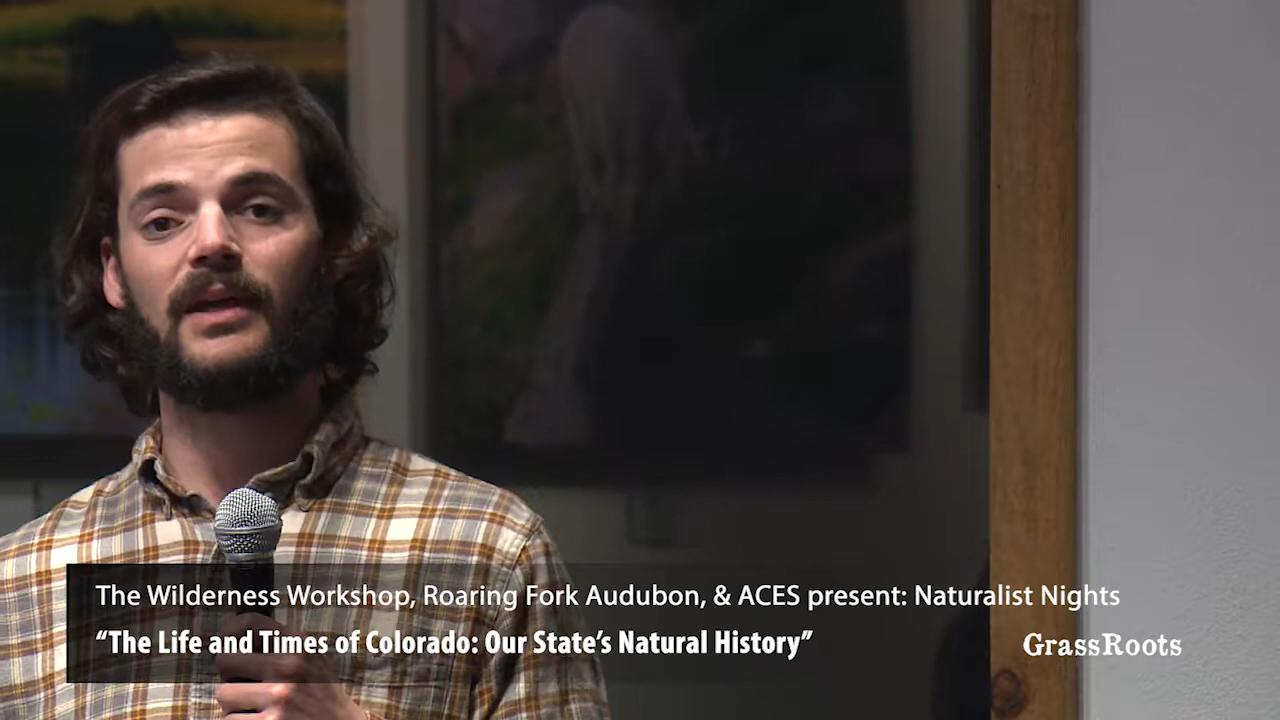 The Wilderness Workshop, Roaring Fork Audubon, & ACES present: Naturalist Nights
“The Life and Times of Colorado: Our State’s Natural History”
GrassRoots